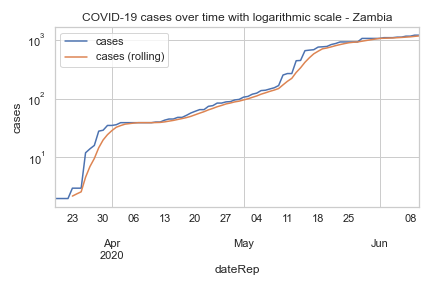 COVID-19 cases over time with logarithmic scale - Zambia
cases
cases (rolling)
10³
10²
10¹
cases
23 30 06 13 20 27 04 11 18 25 08
Apr May Jun
2020
dateRep